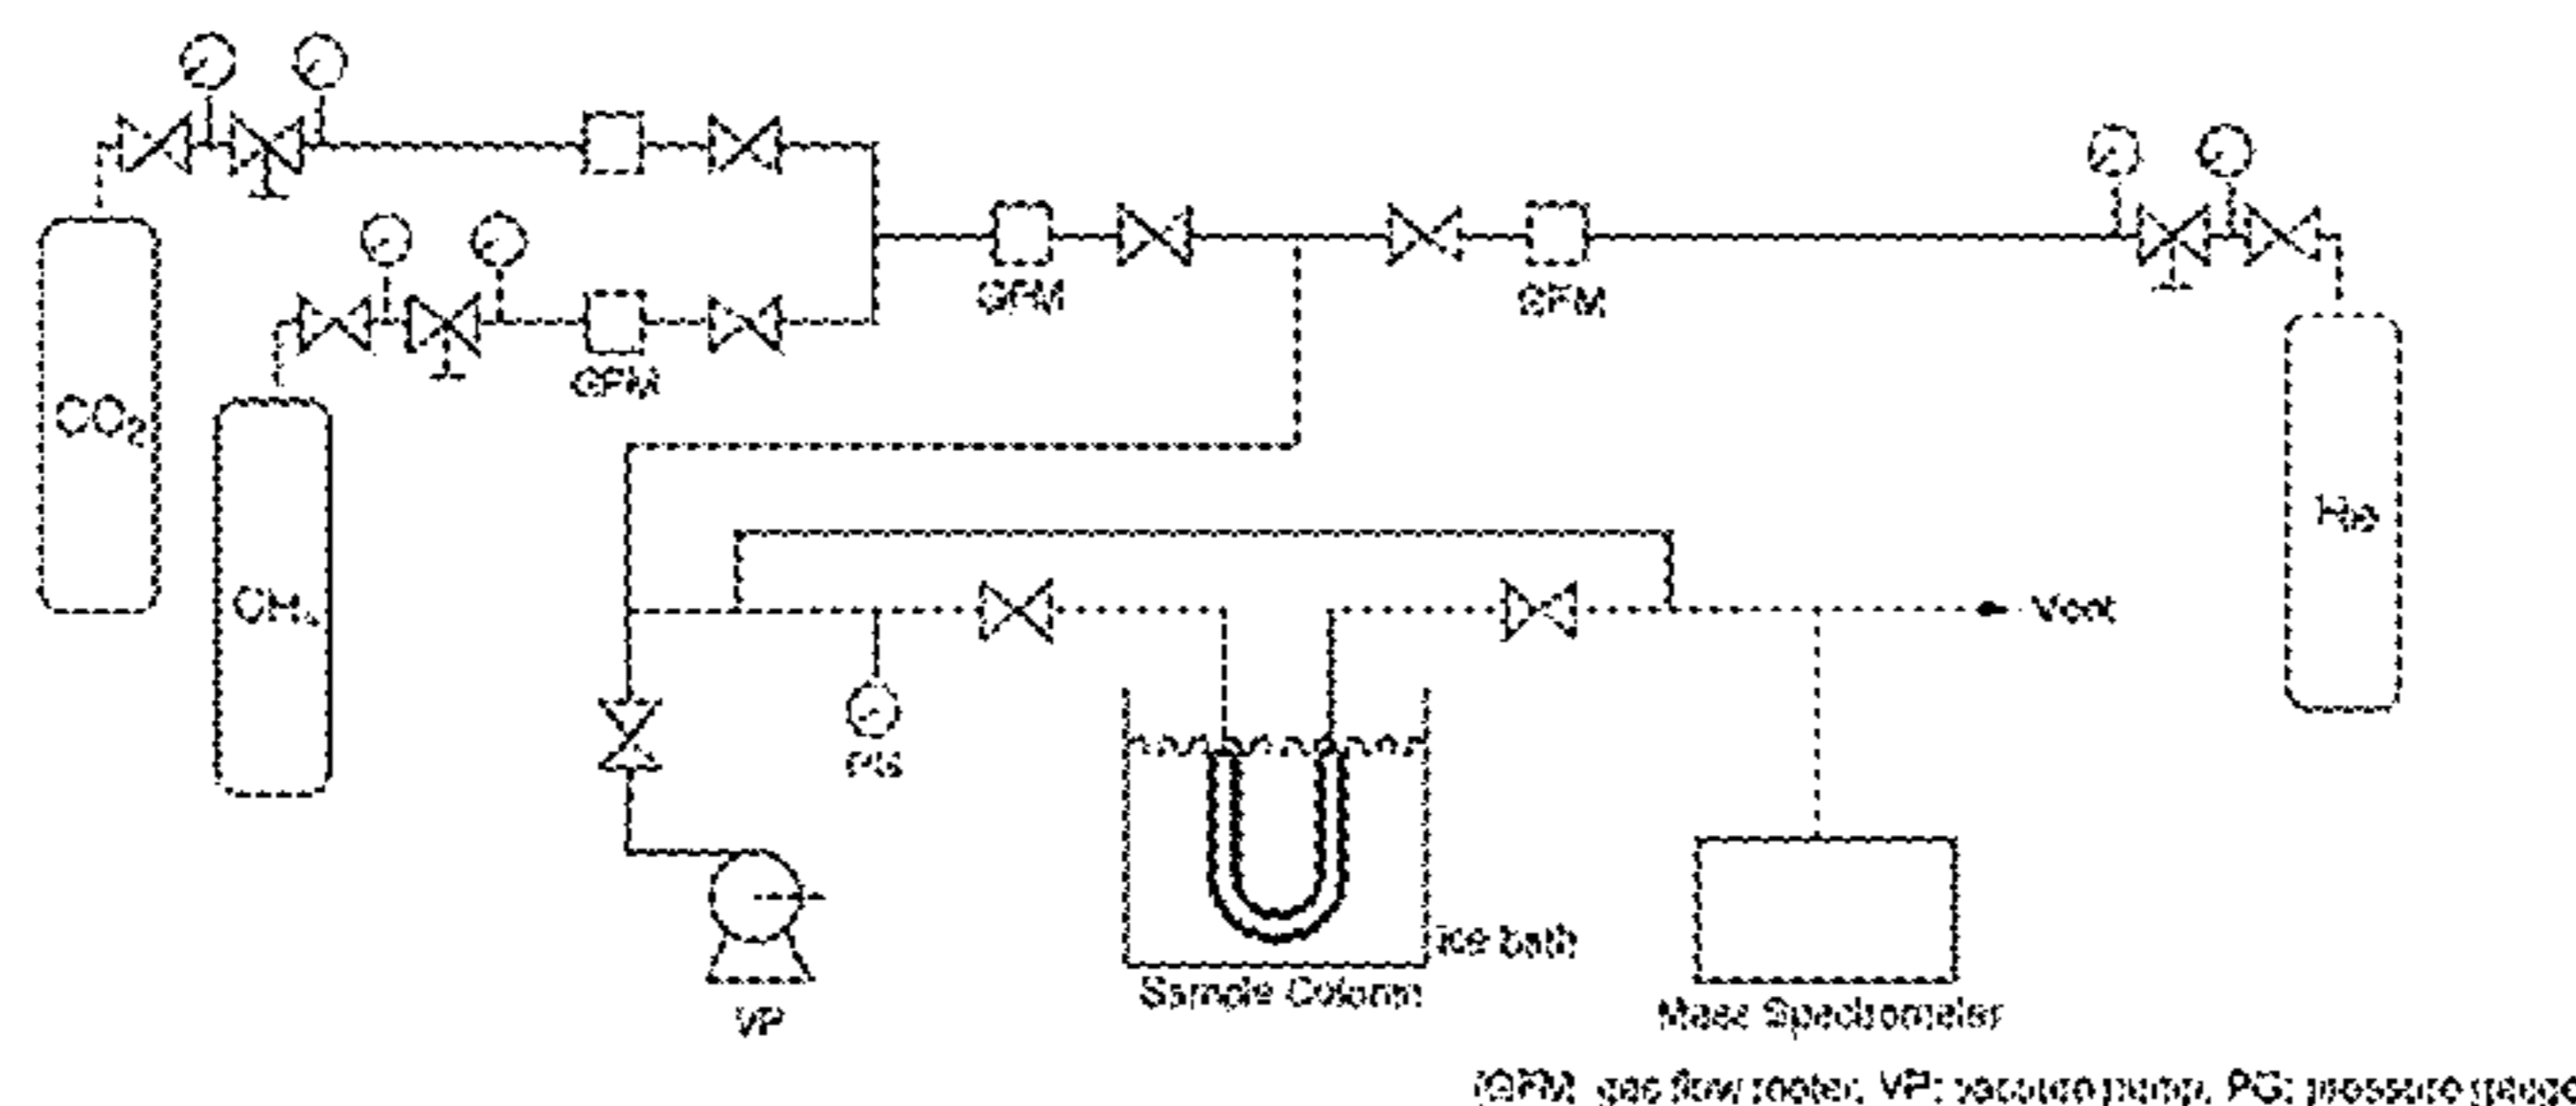 CO2
GFM
GFM
GFM
CH4
He
Vent
PG
ice bath
Sample Column
VP
Mass Spectrometer
(GFM: gas flow meter, VP: vacuum pump, PG: pressure gauge